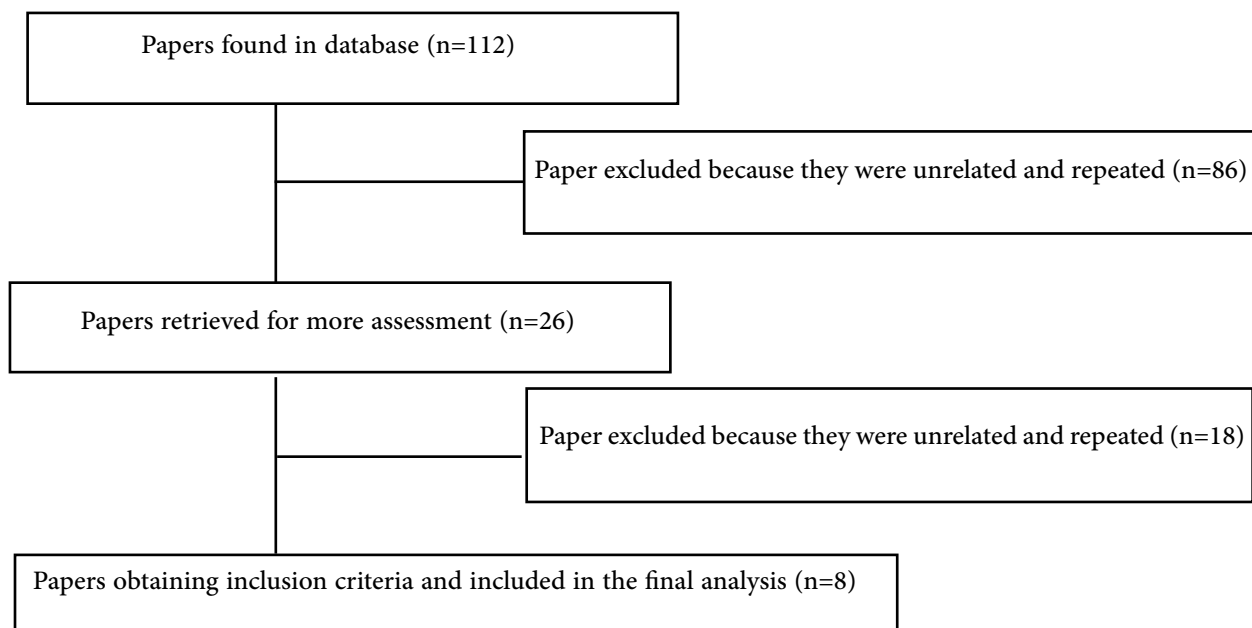 Papers found in database (n=112)
Paper excluded because they were unrelated and repeated (n=86)
Papers retrieved for more assessment (n=26)
Paper excluded because they were unrelated and repeated (n=18)
Papers obtaining inclusion criteria and included in the final analysis (n=8)